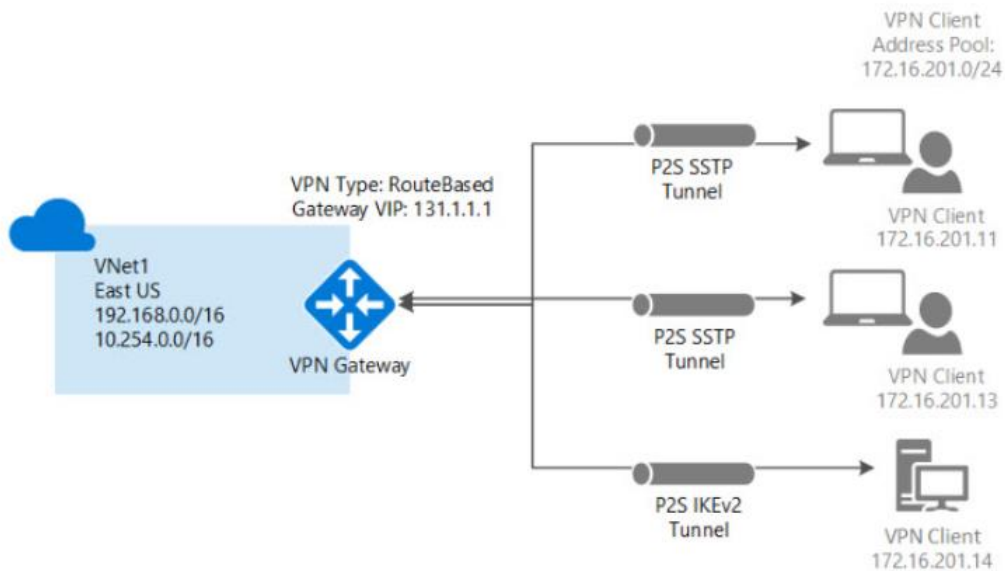 VPN Client
Address Pool:
172.16.201.0/24
P2S SSTP
Tunnel
VPN Type: RouteBased
Gateway VIP: 131.1.1.1
VPN Client
172.16.201.11
VNet1
East US
192.168.0.0/16
10.254.0.0/16
VPN Gateway
P2S SSTP
Tunnel
VPN Client
172.16.201.13
P2S IKEv2
Tunnel
VPN Client
172.16.201.14